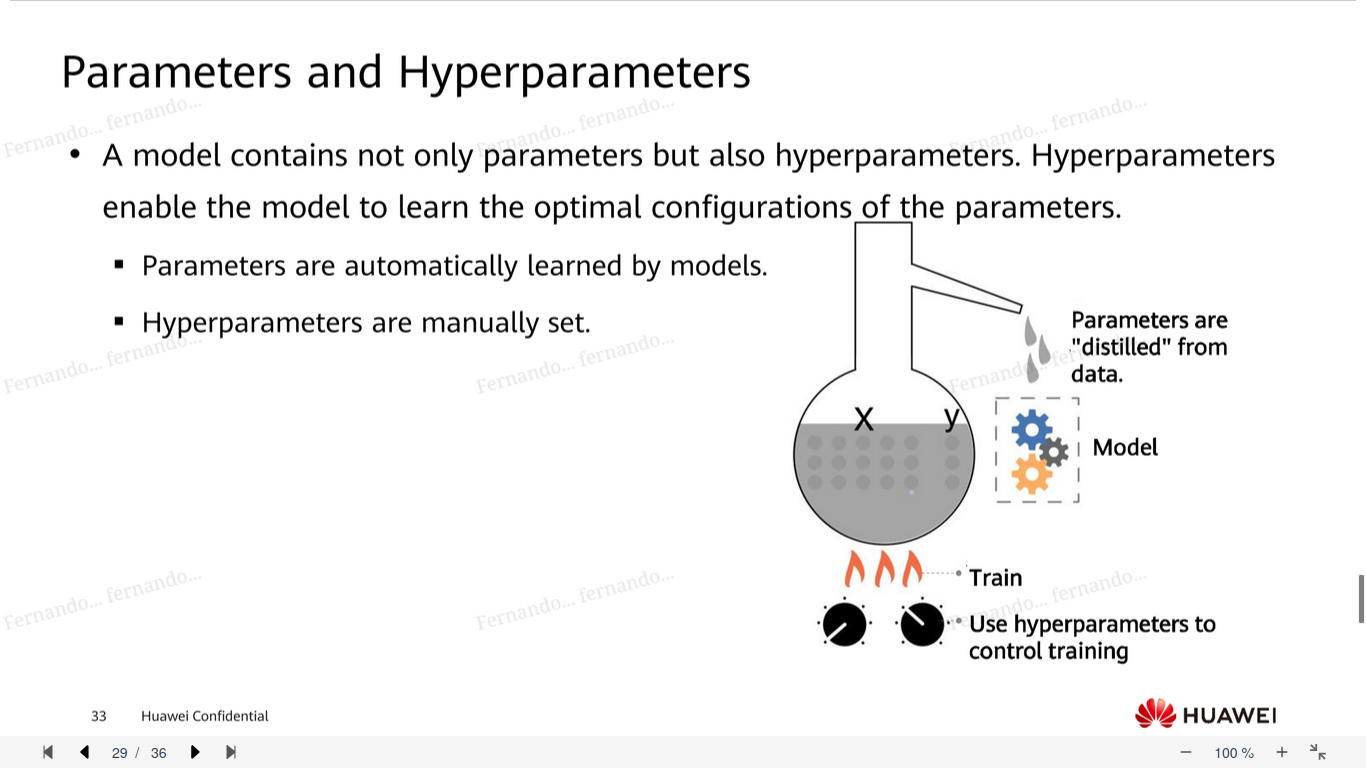 Parameters and Hyperparameters
Fernando... fernando...
Fernando... fernando...
Fernando... fernando...
• A model contains not only parameters but also hyperparameters. Hyperparameters
enable the model to learn the optimal configurations of the parameters.
▪ Parameters are automatically learned by models.
▪ Hyperparameters are manually set.
Parameters are
"distilled" from
data.
Fernando... fernando...
Fernando... fernando...
Fernando... fer
X y
Model
Train
Use hyperparameters to
control training
Fernando... fernando...
Fernando... fernando...
Fernando... fernando...
33 Huawei Confidential
HUAWEI
29 / 36
100 %